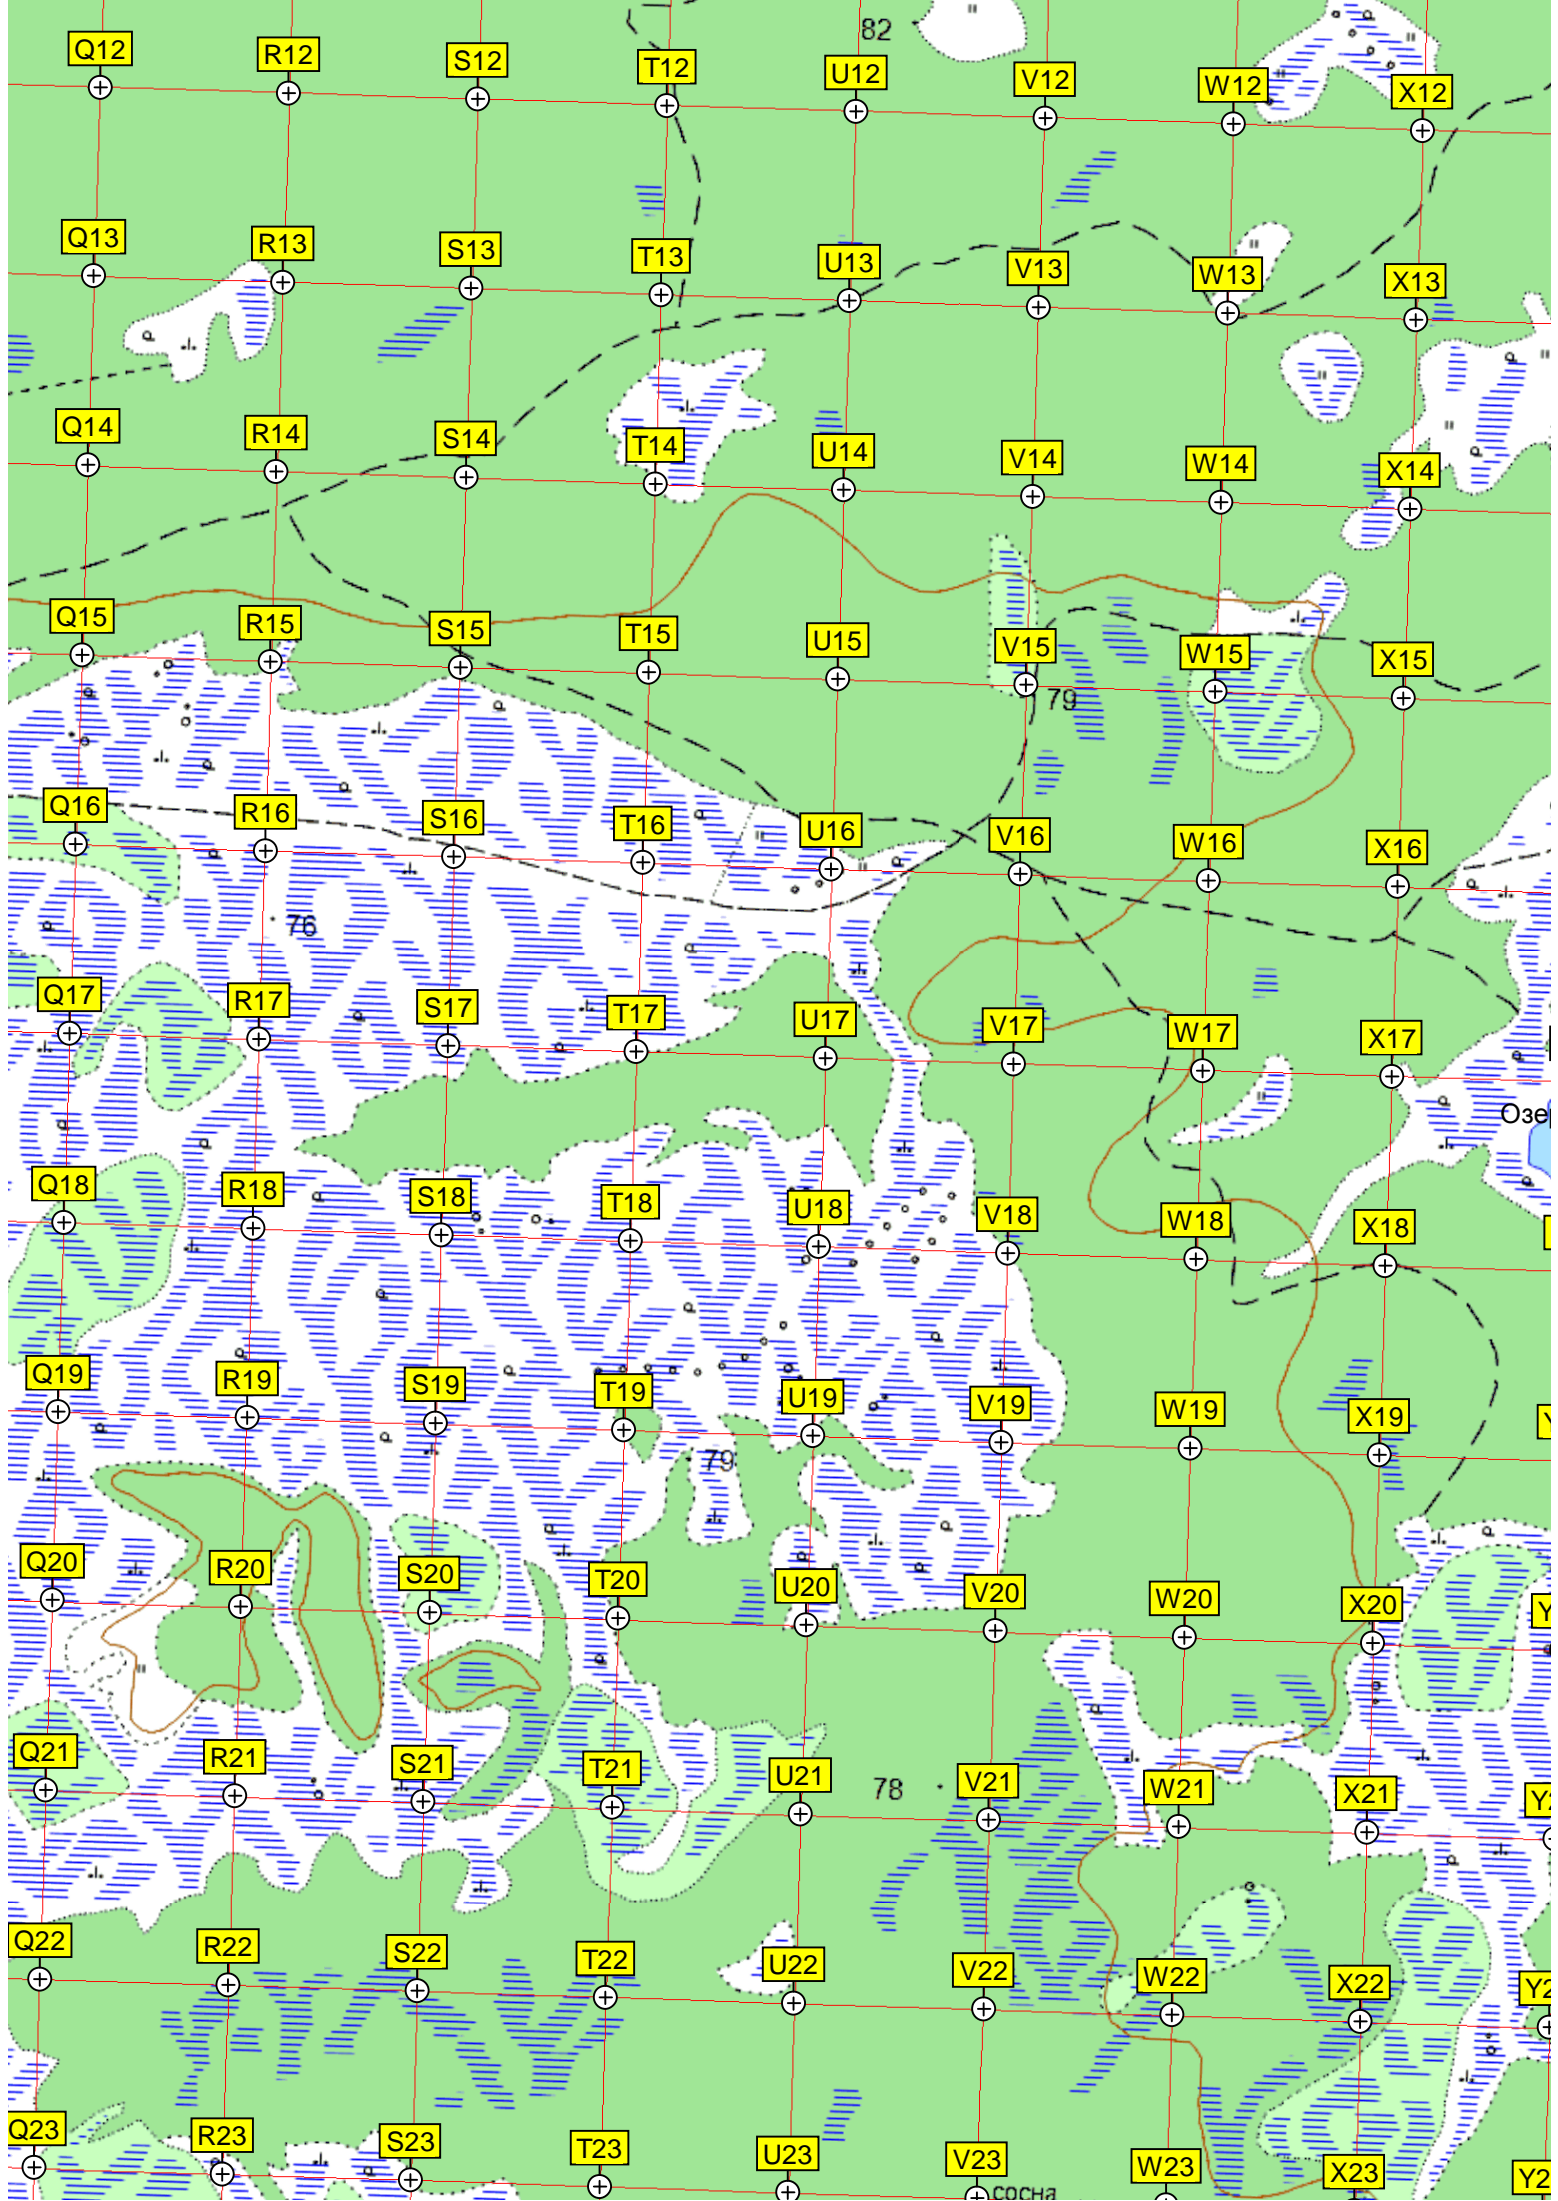 82
Q12 R12 S12 T12 U12 V12 W12 X12
Q13 R13 S13 T13 U13 V13 W13 X13
Q14 R14 S14 T14 U14 V14 W14 X14
Q15 R15 S15 T15 U15 V15 W15 X15
79
Q16 R16 S16 T16 U16 V16 W16 X16
76
Q17 R17 S17 T17 U17 V17 W17 X17
Озе
Q18 R18 S18 T18 U18 V18 W18 X18
Q19 R19 S19 T19 U19 V19 W19 X19
79
Q20 R20 S20 T20 U20 V20 W20 X20
Q21 R21 S21 T21 U21 V21 W21 X21
78
Q22 R22 S22 T22 U22 V22 W22 X22 Y2
Q23 R23 S23 T23 U23 V23 W23 X23 Y2
сосна